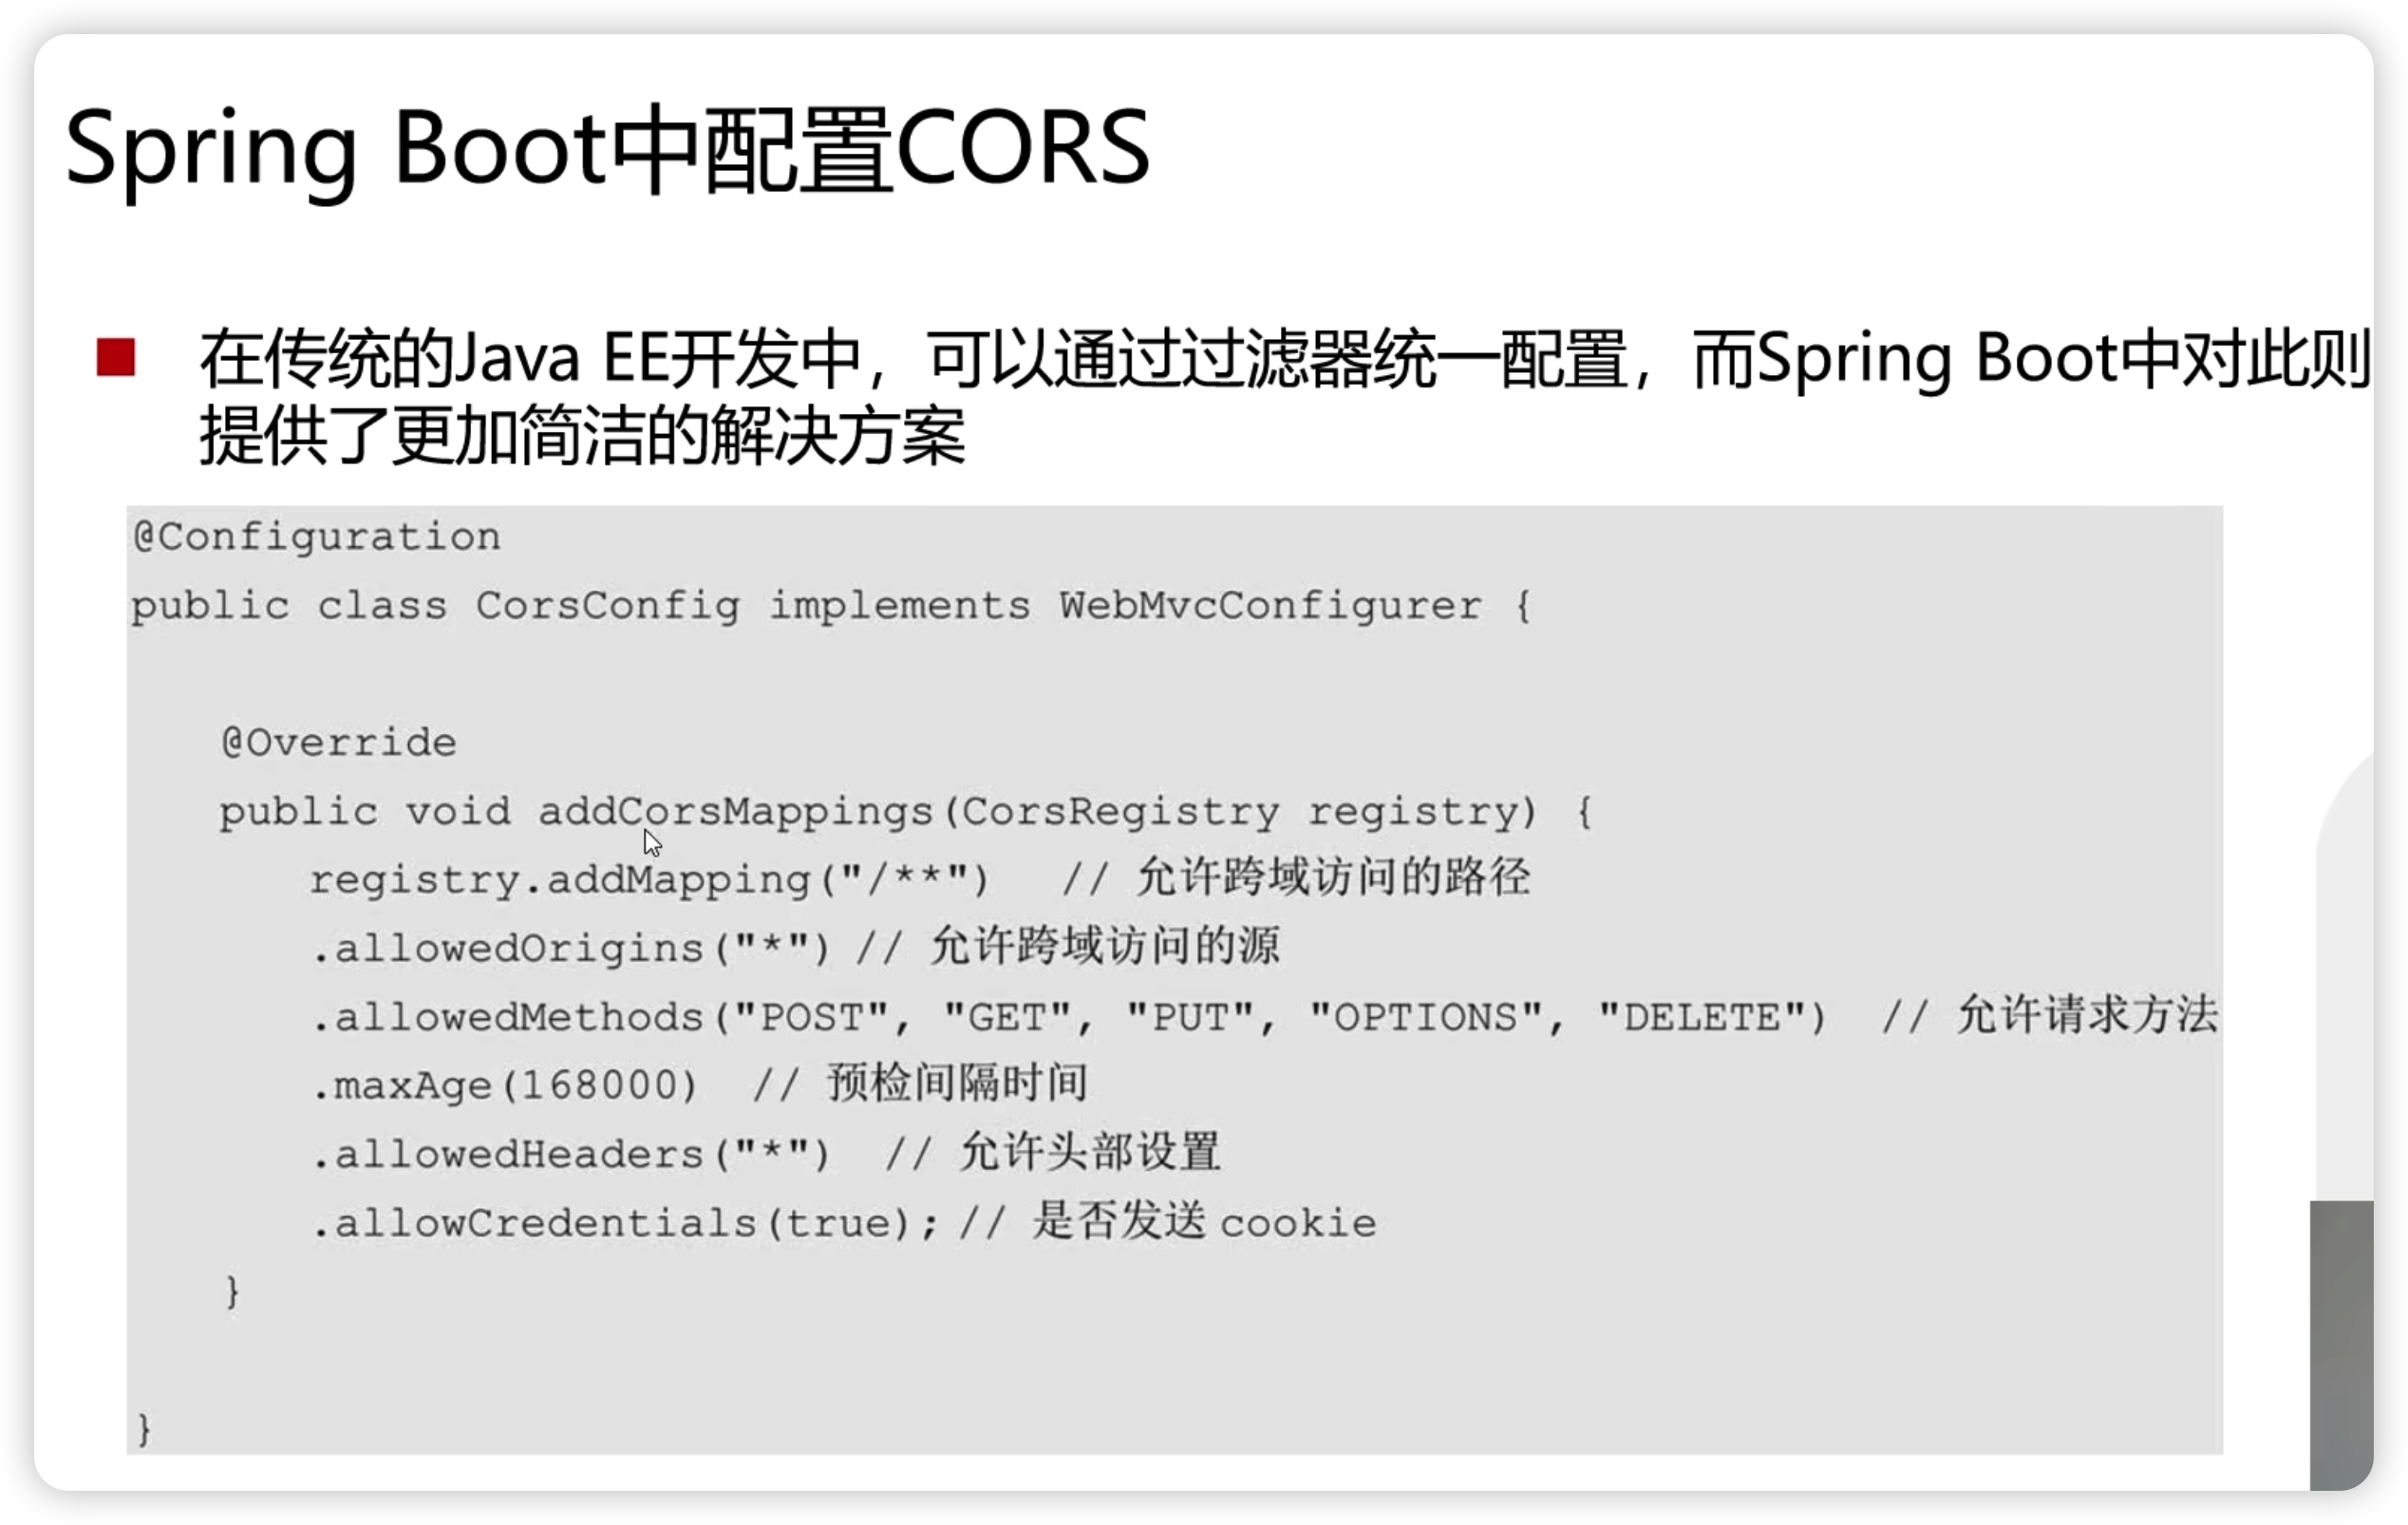 Spring Boot中配置CORS
在传统的Java EE开发中，可以通过过滤器统一配置，而Spring Boot中对此则
提供了更加简洁的解决方案
@Configuration
public class CorsConfig implements WebMvcConfigurer {
@Override
public void addCorsMappings(CorsRegistry registry) {
registry.addMapping("/**") // 允许跨域访问的路径
.allowedOrigins("*") // 允许跨域访问的源
.allowedMethods("POST", "GET", "PUT", "OPTIONS", "DELETE") // 允许请求方法
.maxAge(168000) // 预检间隔时间
.allowedHeaders("*") // 允许头部设置
.allowCredentials(true); // 是否发送cookie
}
}